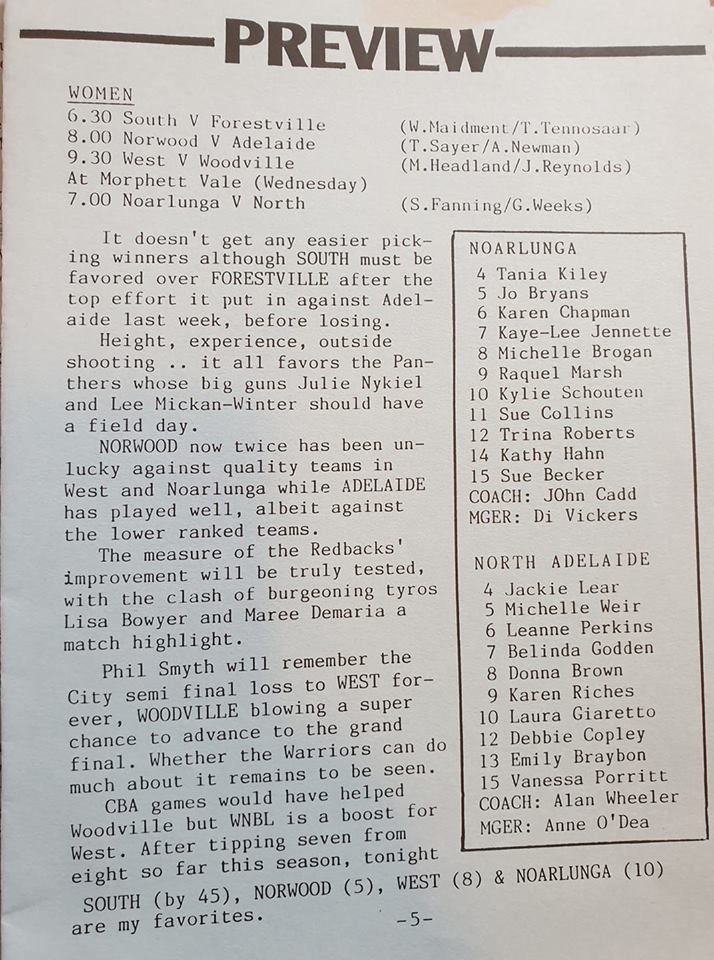 PREVIEW
WOMEN
6.30 South V Forestville (W.Maidment/T.Tennosaar)
8.00 Norwood V Adelaide (T.Sayer/A.Newman)
9.30 West V Woodville (M.Headland/J.Reynolds)
At Morphett Vale (Wednesday)
7.00 Noarlunga V North (S.Fanning/G.Weeks)
It doesn't get any easier pick-
ing winners although SOUTH must be
favored over FORESTVILLE after the
top effort it put in against Adel-
aide last week, before losing.
Height, experience, outside
shooting .. it all favors the Pan-
thers whose big guns Julie Nykiel
and Lee Mickan-Winter should have
a field day.
NORWOOD now twice has been un-
lucky against quality teams in
West and Noarlunga while ADELAIDE
has played well, albeit against
the lower ranked teams.
The measure of the Redbacks'
improvement will be truly tested,
with the clash of burgeoning tyros
Lisa Bowyer and Maree Demaria a
match highlight.
Phil Smyth will remember the
City semi final loss to WEST for-
ever, WOODVILLE blowing a super
chance to advance to the grand
final. Whether the Warriors can do
much about it remains to be seen.
CBA games would have helped
Woodville but WNBL is a boost for
West. After tipping seven from
eight so far this season, tonight
SOUTH (by 45), NORWOOD (5), WEST (8) & NOARLUNGA (10)
are my favorites.
NOARLUNGA
4 Tania Kiley
5 Jo Bryans
6 Karen Chapman
7 Kaye-Lee Jennette
8 Michelle Brogan
9 Raquel Marsh
10 Kylie Schouten
11 Sue Collins
12 Trina Roberts
14 Kathy Hahn
15 Sue Becker
COACH: JOhn Cadd
MGER: Di Vickers
NORTH ADELAIDE
4 Jackie Lear
5 Michelle Weir
6 Leanne Perkins
7 Belinda Godden
8 Donna Brown
9 Karen Riches
10 Laura Giaretto
12 Debbie Copley
13 Emily Braybon
15 Vanessa Porritt
COACH: Alan Wheeler
MGER: Anne O'Dea
-5-